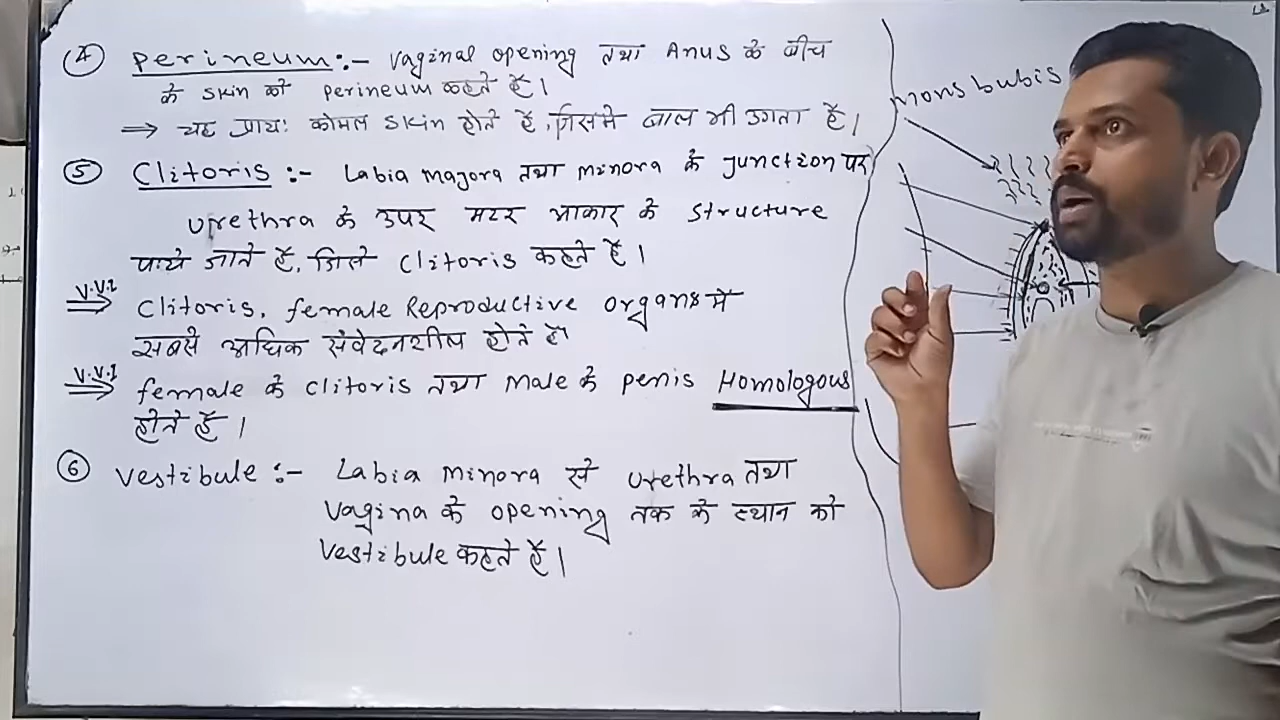 ④ Perineum :- Vaginal opening तथा Anus के बीच
के skin को perineum कहते हैं।
⇒ यह प्रायः कोमल skin होते हैं, जिसमे बाल भी उगता है।
⑤ Clitoris :- Labia majora तथा minora के junction पर
urethra के उपर मटर आकार के structure
पाये जाते हैं, जिसे clitoris कहते हैं।
V.V.I ⇒ Clitoris, female Reproductive organs में
सबसे अधिक संवेदनशील होते हैं
V.V.I ⇒ female के clitoris तथा male के penis Homologous
होते हैं।
⑥ Vestibule :- Labia minora से urethra तथा
Vagina के opening तक के स्थान को
Vestibule कहते हैं।
mons bubis